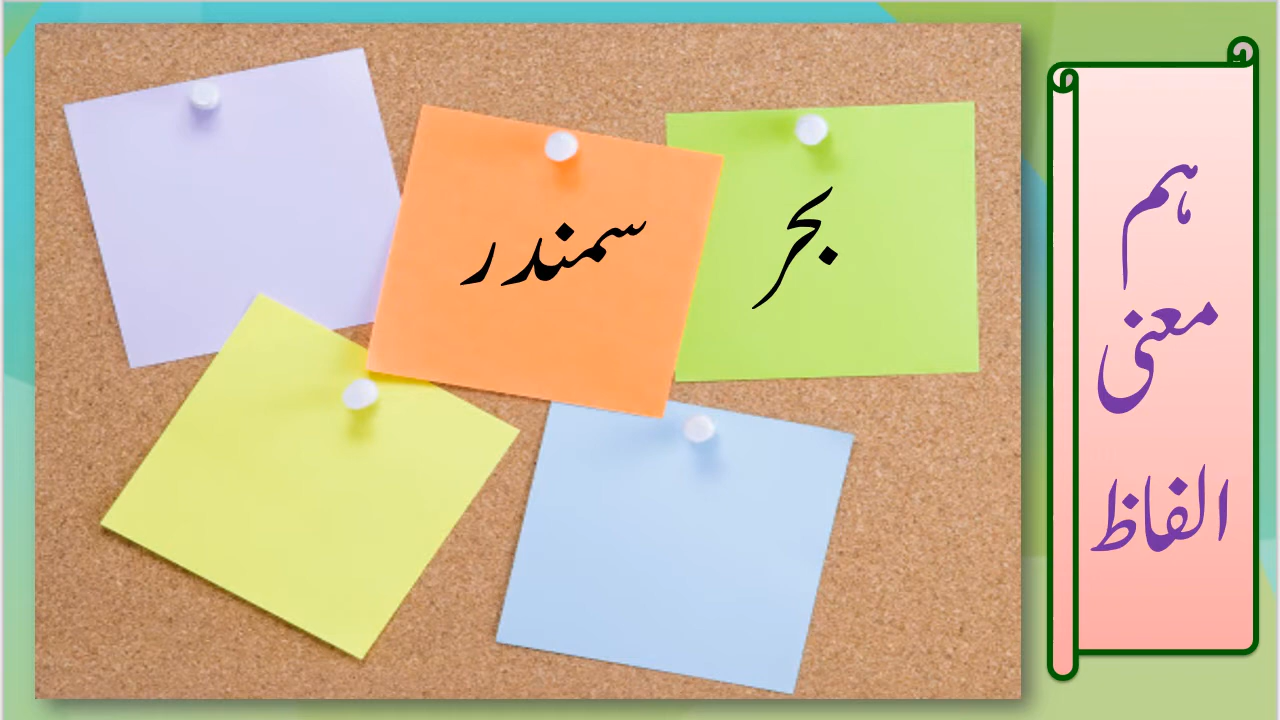 ہم
معنی
الفاظ
بحر
سمندر